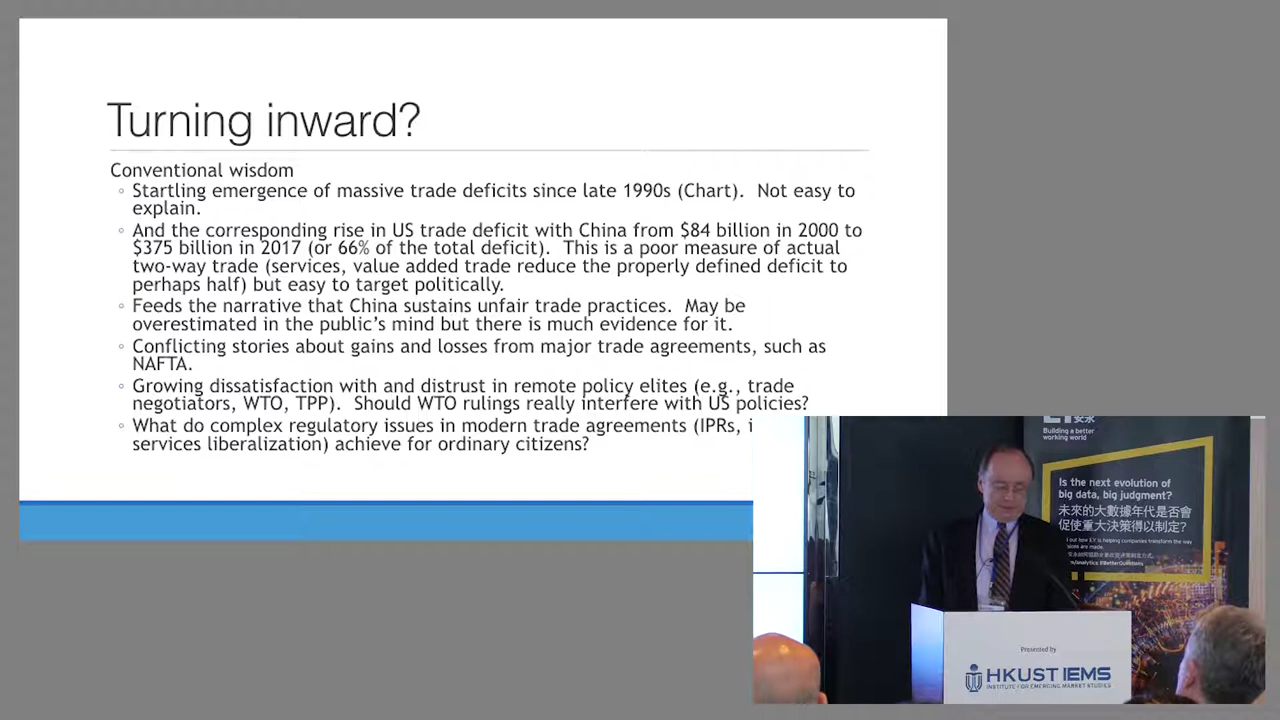 Turning inward?
Conventional wisdom
◦ Startling emergence of massive trade deficits since late 1990s (Chart).  Not easy to
explain.
◦ And the corresponding rise in US trade deficit with China from $84 billion in 2000 to
$375 billion in 2017 (or 66% of the total deficit).  This is a poor measure of actual
two-way trade (services, value added trade reduce the properly defined deficit to
perhaps half) but easy to target politically.
◦ Feeds the narrative that China sustains unfair trade practices.  May be
overestimated in the public's mind but there is much evidence for it.
◦ Conflicting stories about gains and losses from major trade agreements, such as
NAFTA.
◦ Growing dissatisfaction with and distrust in remote policy elites (e.g., trade
negotiators, WTO, TPP).  Should WTO rulings really interfere with US policies?
◦ What do complex regulatory issues in modern trade agreements (IPRs, i
services liberalization) achieve for ordinary citizens?
Building a better
working world
Is the next evolution of
big data, big judgment?
未來的大數據年代是否會
促使重大決策得以制定?
out how EY is helping companies transform the way
Presented by
HKUST IEMS
INSTITUTE FOR EMERGING MARKET STUDIES